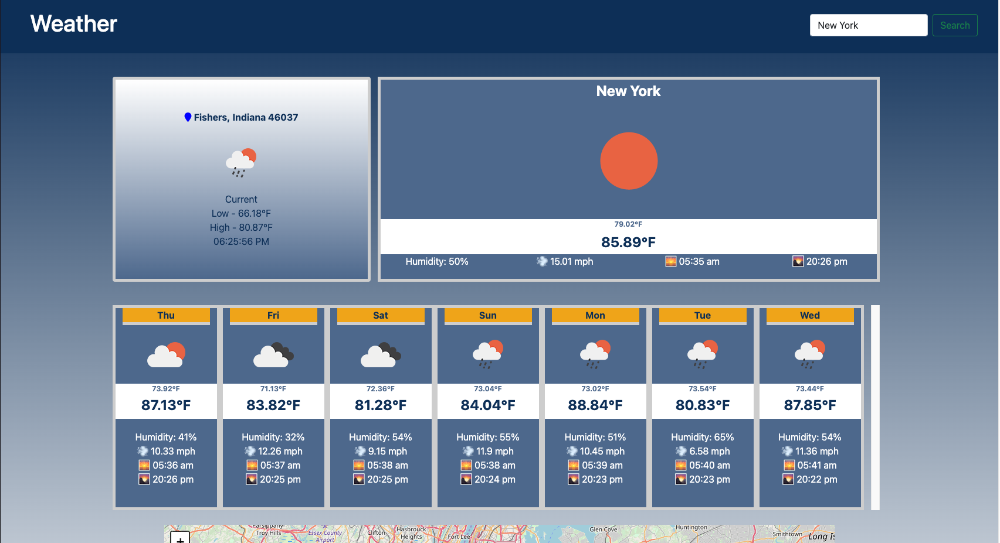 Weather
New York
Search
Fishers, Indiana 46037
Current
Low - 66.18°F
High - 80.87°F
06:25:56 PM
New York
79.02°F
85.89°F
Humidity: 50%
15.01 mph
05:35 am
20:26 pm
Thu
73.92°F
87.13°F
Humidity: 41%
10.33 mph
05:36 am
20:26 pm
Fri
71.13°F
83.82°F
Humidity: 32%
12.26 mph
05:37 am
20:25 pm
Sat
72.36°F
81.28°F
Humidity: 54%
9.15 mph
05:38 am
20:25 pm
Sun
73.04°F
84.04°F
Humidity: 55%
11.9 mph
05:38 am
20:24 pm
Mon
73.02°F
88.84°F
Humidity: 51%
10.45 mph
05:39 am
20:23 pm
Tue
73.54°F
80.83°F
Humidity: 65%
6.58 mph
05:40 am
20:23 pm
Wed
73.44°F
87.85°F
Humidity: 54%
11.36 mph
05:41 am
20:22 pm
+
Parsippany-
Troy Hills
Essex County
Airport
Clifton
Hasbrouck
Heights
Fort Lee
Glen Cove
Huntington
Smithtown
Long Is